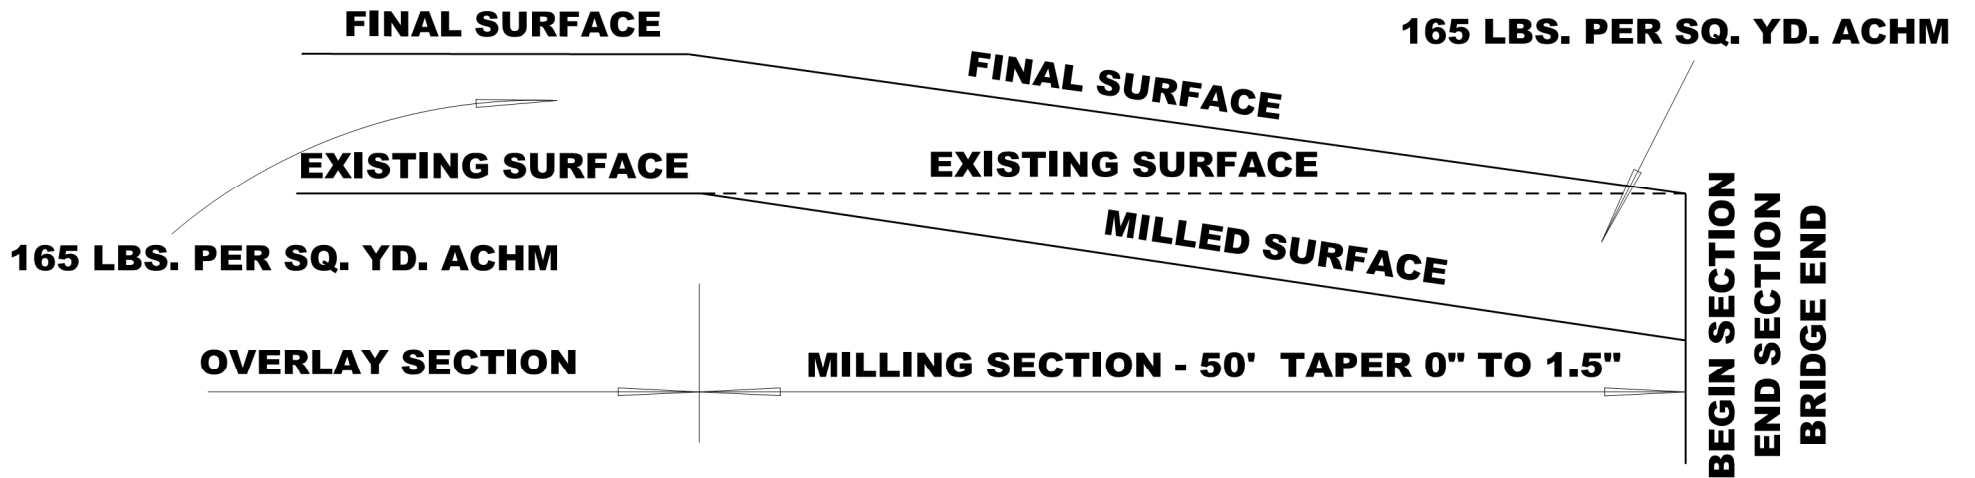 FINAL SURFACE
165 LBS. PER SQ. YD. ACHM
FINAL SURFACE
EXISTING SURFACE
EXISTING SURFACE
MILLED SURFACE
165 LBS. PER SQ. YD. ACHM
OVERLAY SECTION
MILLING SECTION - 50' TAPER 0" TO 1.5"
BEGIN SECTION
END SECTION
BRIDGE END